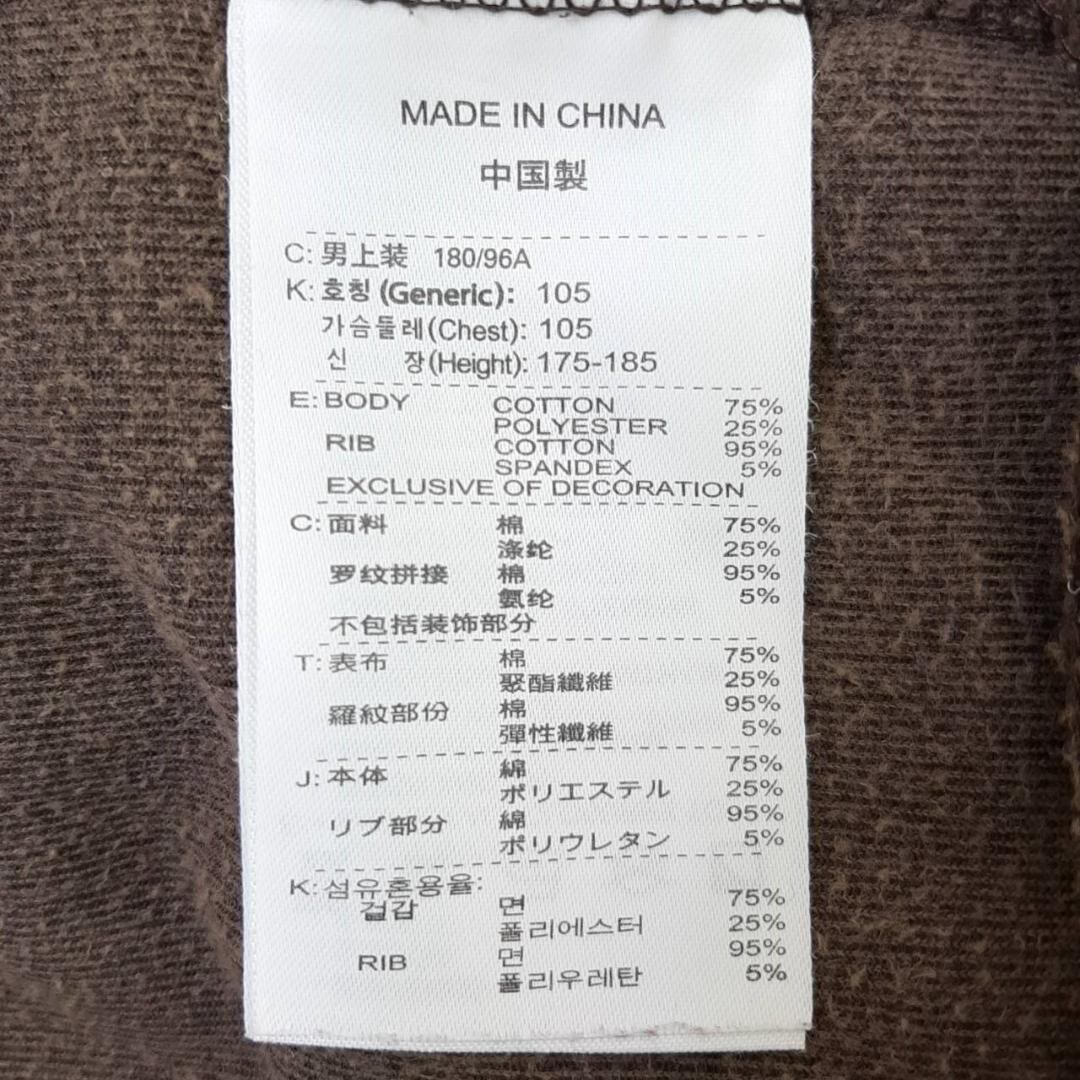 MADE IN CHINA
中国製
C: 男上装 180/96A
K: 호칭 (Generic): 105
가슴둘레(Chest): 105
신 장(Height): 175-185
E: BODY COTTON 75%
POLYESTER 25%
RIB COTTON 95%
SPANDEX 5%
EXCLUSIVE OF DECORATION
C: 面料 棉 75%
涤纶 25%
罗纹拼接 棉 95%
氨纶 5%
不包括装饰部分
T: 表布 棉 75%
聚酯纖維 25%
羅紋部份 棉 95%
彈性纖維 5%
J: 本体 綿 75%
ポリエステル 25%
リブ部分 綿 95%
ポリウレタン 5%
K: 섬유혼용율:
겉감 면 75%
폴리에스터 25%
RIB 면 95%
폴리우레탄 5%